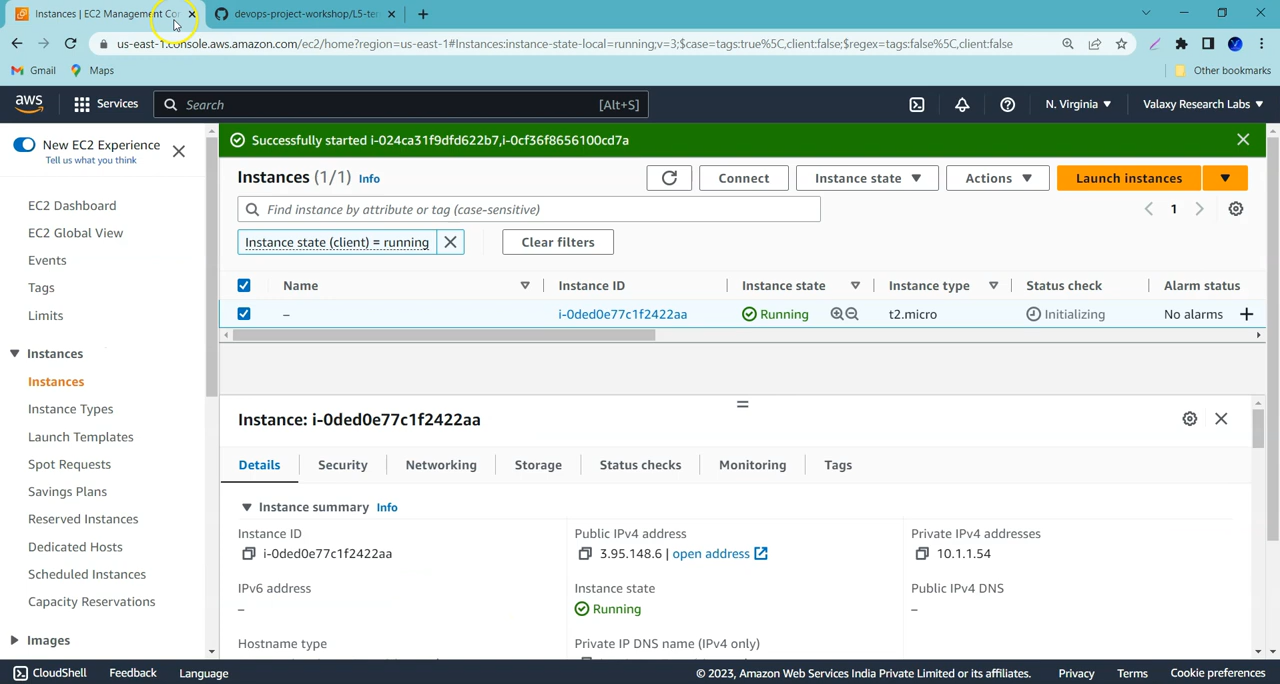 Instances | EC2 Management Con
devops-project-workshop/L5-ter
us-east-1.console.aws.amazon.com/ec2/home?region=us-east-1#Instances:instance-state-local=running;v=3;$case=tags:true%5C,client:false;$regex=tags:false%5C,client:false
Gmail
Maps
Other bookmarks
aws
Services
Search
[Alt+S]
N. Virginia
Valaxy Research Labs
New EC2 Experience
Tell us what you think
EC2 Dashboard
EC2 Global View
Events
Tags
Limits
Instances
Instances
Instance Types
Launch Templates
Spot Requests
Savings Plans
Reserved Instances
Dedicated Hosts
Scheduled Instances
Capacity Reservations
Images
Successfully started i-024ca31f9dfd622b7,i-0cf36f8656100cd7a
Instances (1/1) Info
Connect
Instance state
Actions
Launch instances
Find instance by attribute or tag (case-sensitive)
1
Instance state (client) = running
Clear filters
Name
Instance ID
Instance state
Instance type
Status check
Alarm status
–
i-0ded0e77c1f2422aa
Running
t2.micro
Initializing
No alarms
Instance: i-0ded0e77c1f2422aa
Details
Security
Networking
Storage
Status checks
Monitoring
Tags
Instance summary Info
Instance ID
i-0ded0e77c1f2422aa
Public IPv4 address
3.95.148.6 | open address
Private IPv4 addresses
10.1.1.54
IPv6 address
–
Instance state
Running
Public IPv4 DNS
–
Hostname type
Private IP DNS name (IPv4 only)
CloudShell
Feedback
Language
© 2023, Amazon Web Services India Private Limited or its affiliates.
Privacy
Terms
Cookie preferences